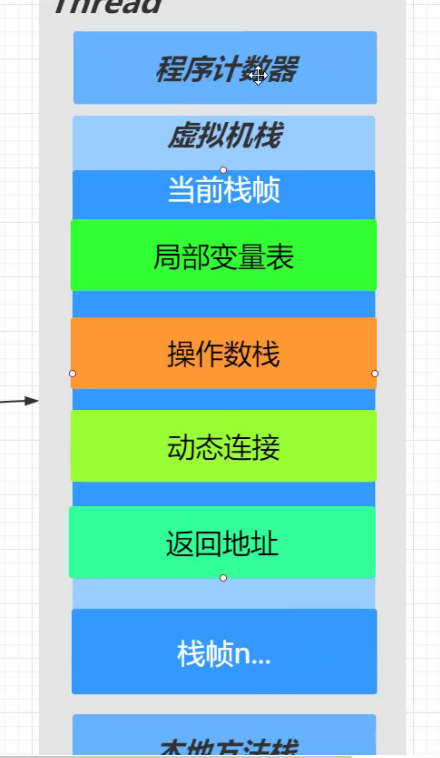 Thread
程序计数器
虚拟机栈
当前栈帧
局部变量表
操作数栈
动态连接
返回地址
栈帧n...
本地方法栈